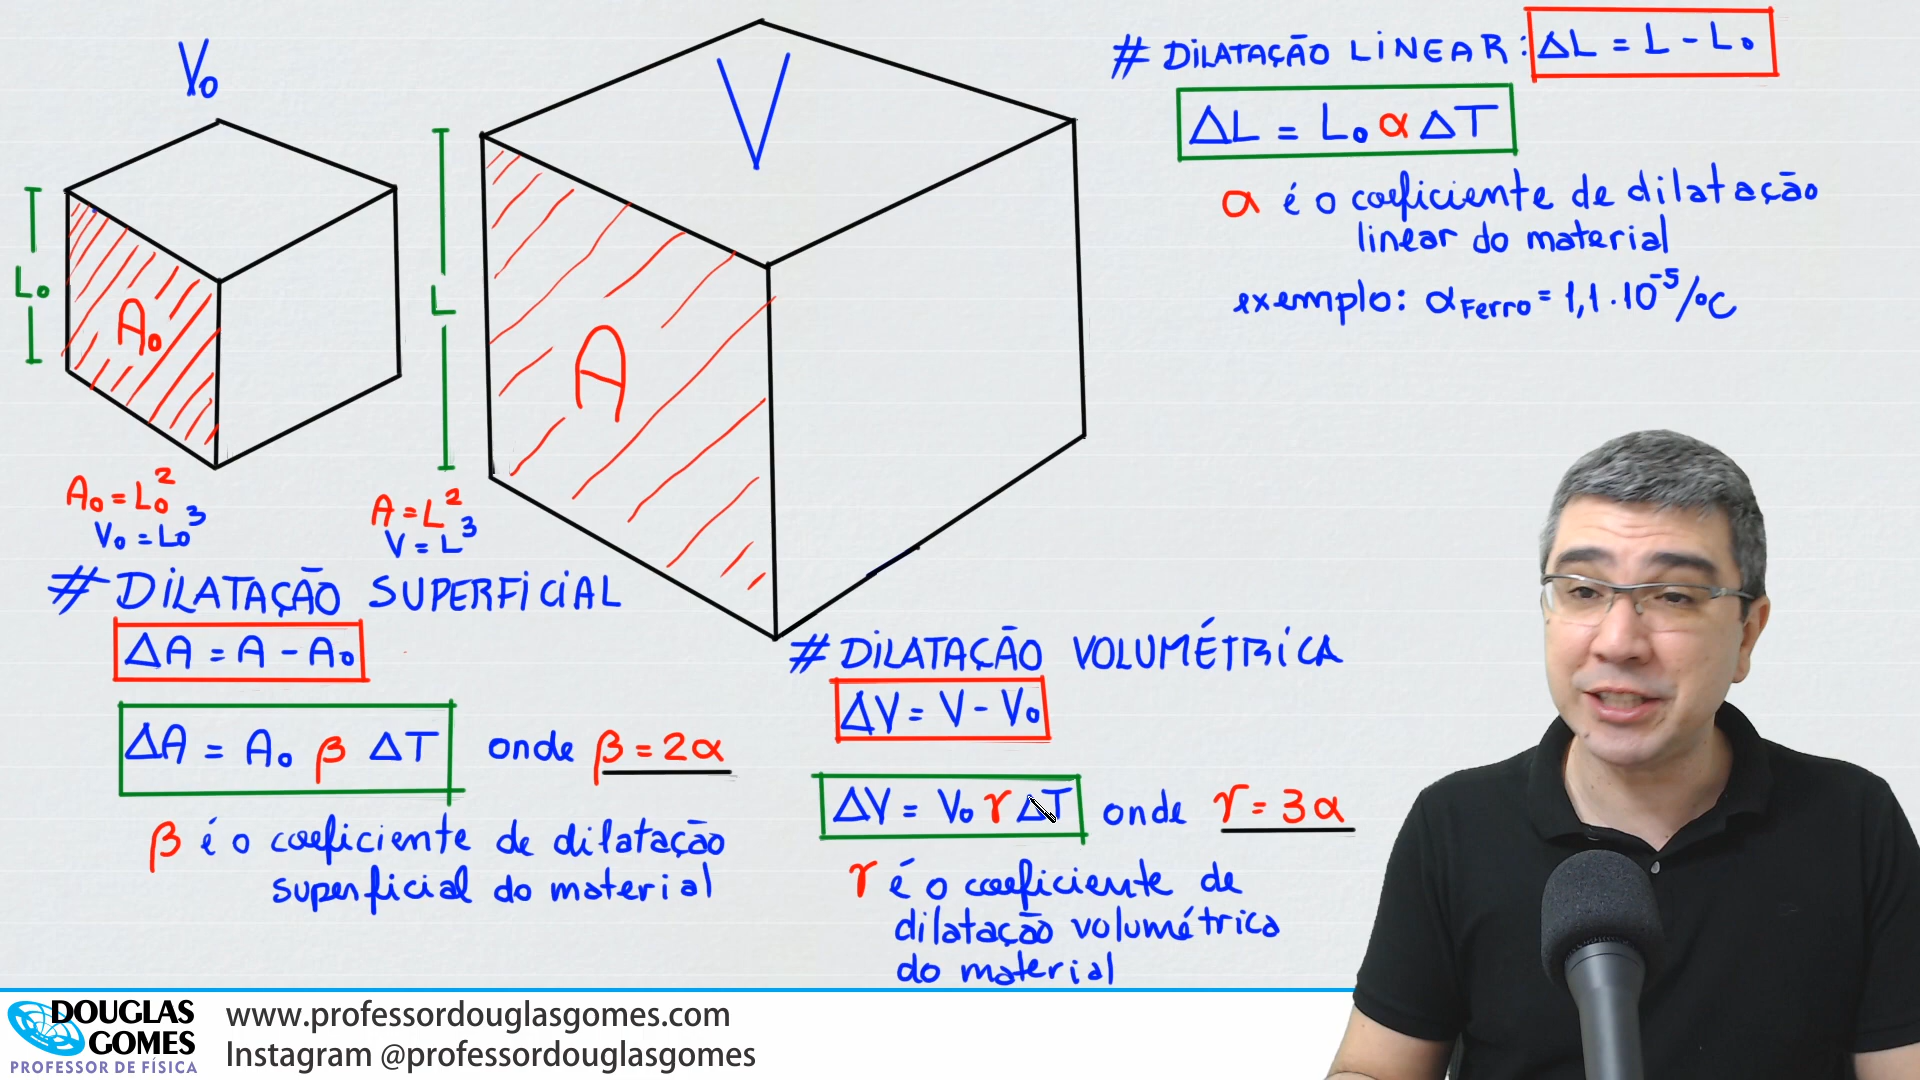 V₀
L₀
A₀
A₀ = L₀²
V₀ = L₀³
V
L
A
A = L²
V = L³
# DILATAÇÃO LINEAR: ΔL = L - L₀
ΔL = L₀ α ΔT
α é o coeficiente de dilatação
linear do material
exemplo: α Ferro = 1,1 . 10⁻⁵/°C
# DILATAÇÃO SUPERFICIAL
ΔA = A - A₀
ΔA = A₀ β ΔT onde β = 2α
β é o coeficiente de dilatação
superficial do material
# DILATAÇÃO VOLUMÉTRICA
ΔV = V - V₀
ΔV = V₀ γ ΔT onde γ = 3α
γ é o coeficiente de
dilatação volumétrica
do material
DOUGLAS
GOMES
PROFESSOR DE FÍSICA
www.professordouglasgomes.com
Instagram @professordouglasgomes